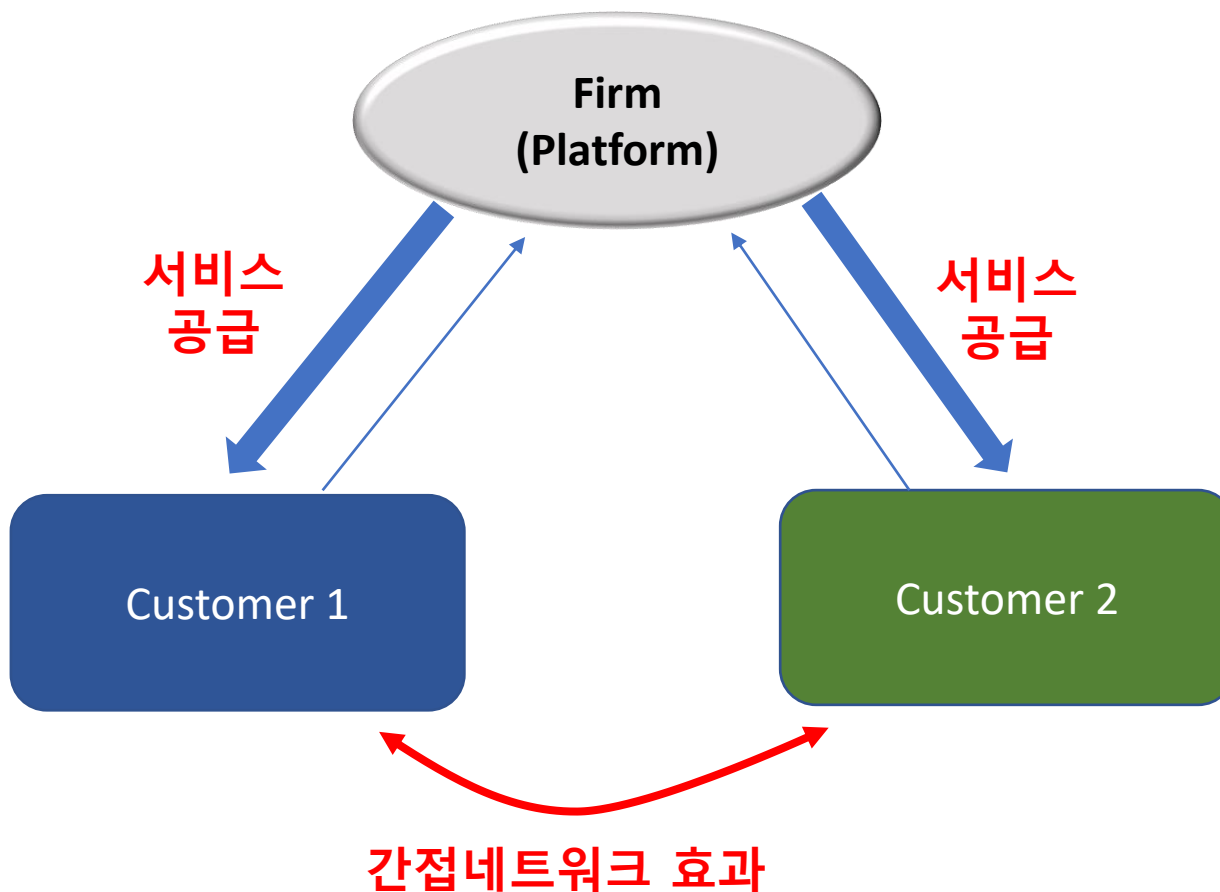 Firm
(Platform)
서비스
공급
서비스
공급
Customer 1
Customer 2
간접네트워크 효과